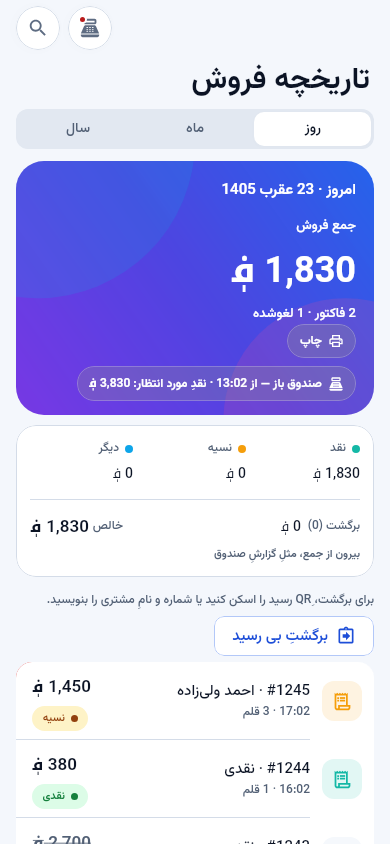 تاریخچه فروش
روز
ماه
سال
امروز · 23 عقرب 1405
جمع فروش
1,830 ؋
2 فاکتور · 1 لغوشده
چاپ
صندوق باز — از 13:02 · نقدِ مورد انتظار: 3,830 ؋
نقد
نسیه
دیگر
1,830 ؋
0 ؋
0 ؋
برگشت (0) 0 ؋
خالص 1,830 ؋
بیرون از جمع، مثلِ گزارشِ صندوق
برای برگشت، QRِ رسید را اسکن کنید یا شماره و نامِ مشتری را بنویسید.
برگشتِ بی رسید
#1245 · احمد ولی‌زاده
1,450 ؋
17:02 · 3 قلم
نسیه
#1244 · نقدی
380 ؋
16:02 · 1 قلم
نقدی
2,700 ؋